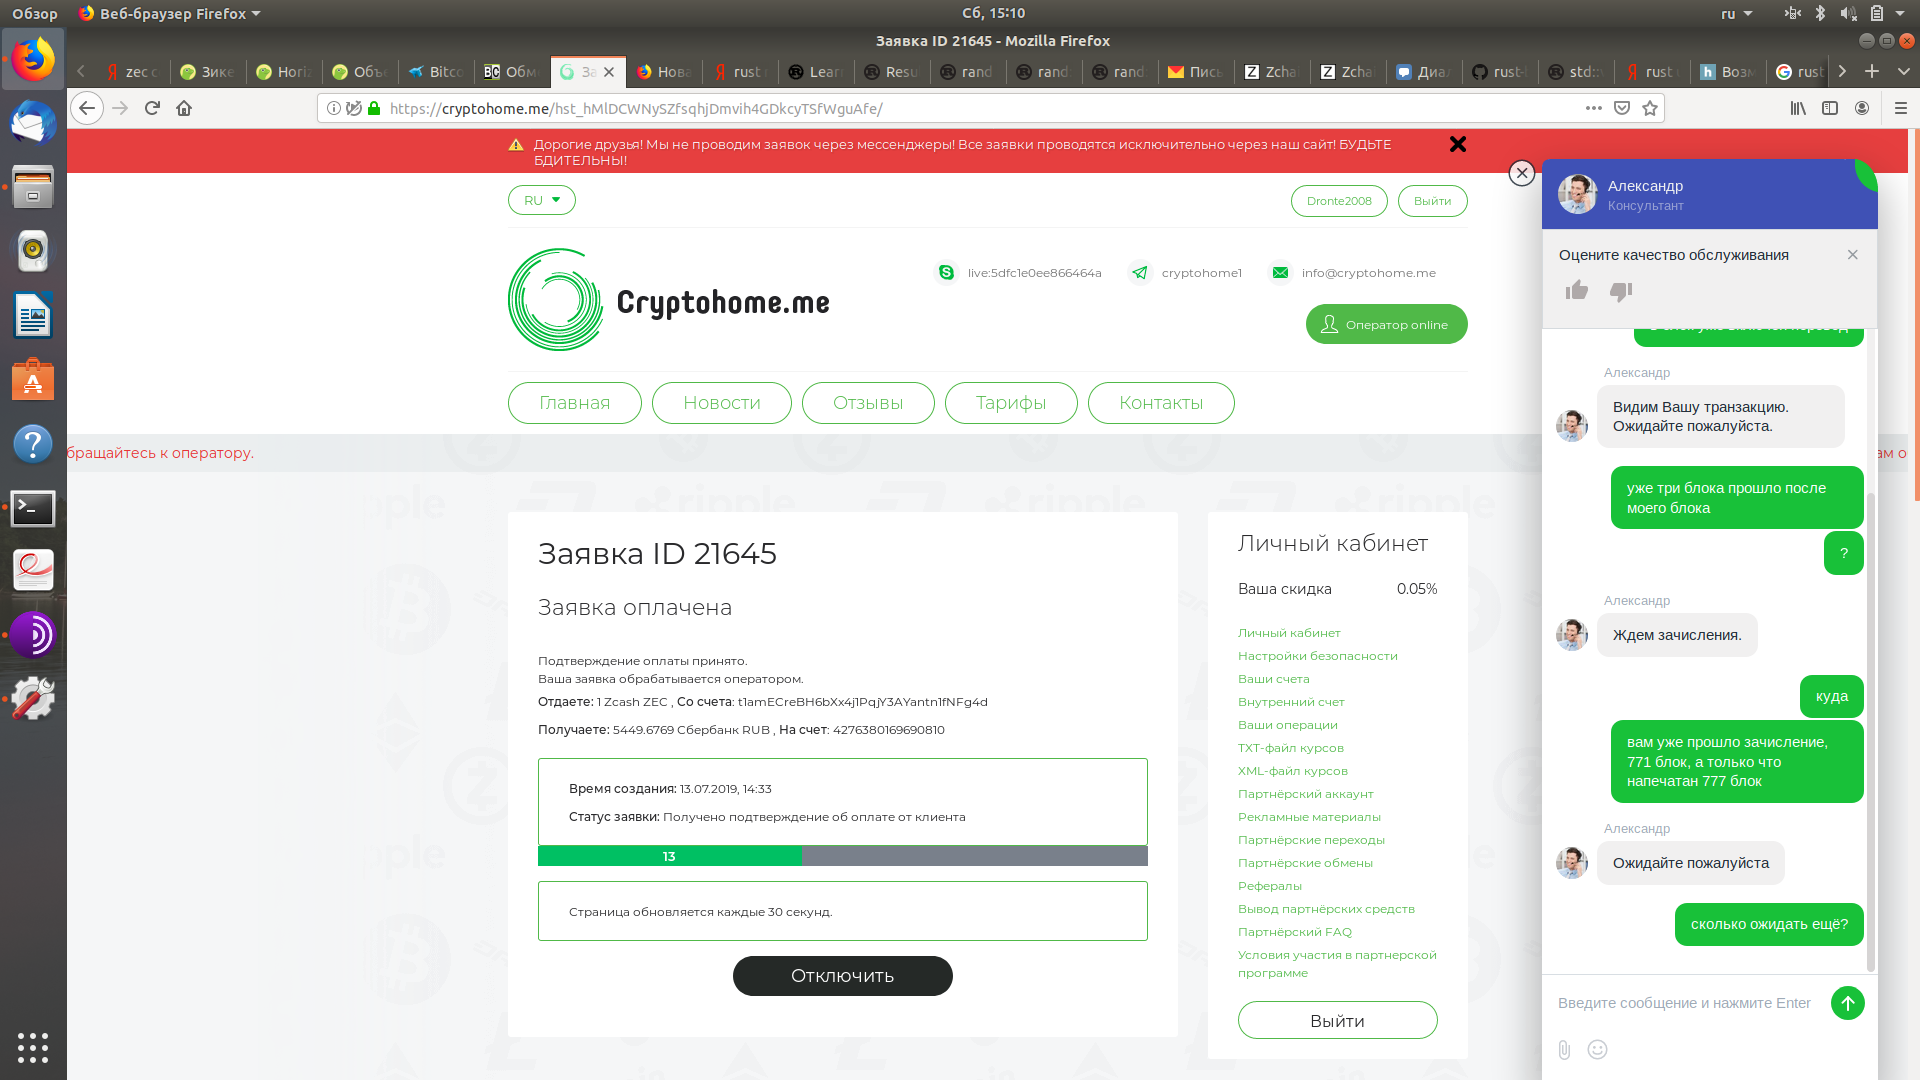 Обзор
Веб-браузер Firefox
Сб, 15:10
ru
Заявка ID 21645 - Mozilla Firefox
zec c
Зике
Horiz
Объе
Bitco
Обм
За
Нова
rust
Lear
Resu
rand
rand
rand
Пись
Zcha
Zcha
Диал
rust-
std::
rust
Возм
rust
https://cryptohome.me/hst_hMlDCWNySZfsqhjDmvih4GDkcyTSfWguAfe/
Дорогие друзья! Мы не проводим заявок через мессенджеры! Все заявки проводятся исключительно через наш сайт! БУДЬТЕ
БДИТЕЛЬНЫ!
RU
Dronte2008
Выйти
Cryptohome.me
live:5dfc1e0ee866464a
cryptohome1
info@cryptohome.me
Оператор online
Главная
Новости
Отзывы
Тарифы
Контакты
бращайтесь к оператору.
ам о
Заявка ID 21645
Заявка оплачена
Подтверждение оплаты принято.
Ваша заявка обрабатывается оператором.
Отдаете: 1 Zcash ZEC , Со счета: t1amECreBH6bXx4j1PqjY3AYantn1fNFg4d
Получаете: 5449.6769 Сбербанк RUB , На счет: 4276380169690810
Время создания: 13.07.2019, 14:33
Статус заявки: Получено подтверждение об оплате от клиента
13
Страница обновляется каждые 30 секунд.
Отключить
Личный кабинет
Ваша скидка 0.05%
Личный кабинет
Настройки безопасности
Ваши счета
Внутренний счет
Ваши операции
TXT-файл курсов
XML-файл курсов
Партнёрский аккаунт
Рекламные материалы
Партнёрские переходы
Партнёрские обмены
Рефералы
Вывод партнёрских средств
Партнёрский FAQ
Условия участия в партнерской
программе
Выйти
Александр
Консультант
Оцените качество обслуживания
Александр
Видим Вашу транзакцию.
Ожидайте пожалуйста.
уже три блока прошло после
моего блока
?
Александр
Ждем зачисления.
куда
вам уже прошло зачисление,
771 блок, а только что
напечатан 777 блок
Александр
Ожидайте пожалуйста
сколько ожидать ещё?
Введите сообщение и нажмите Enter